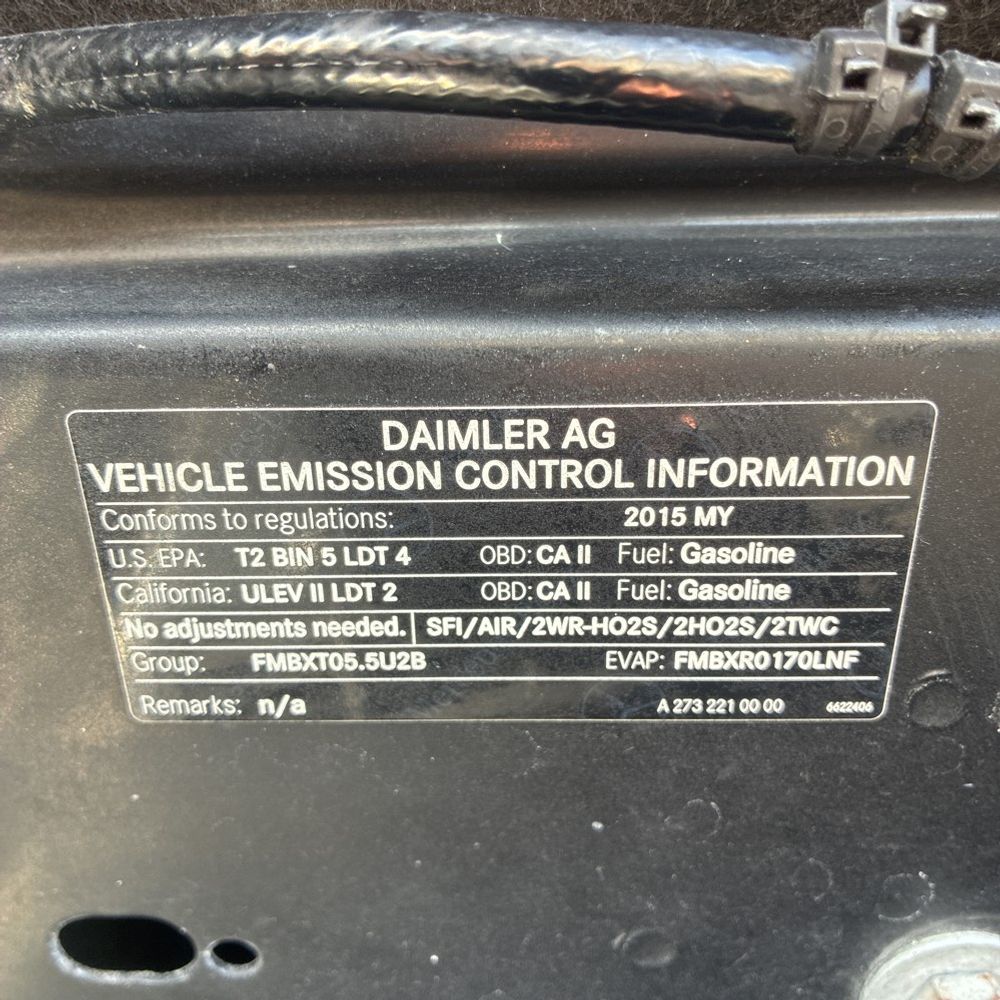 DAIMLER AG
VEHICLE EMISSION CONTROL INFORMATION
Conforms to regulations: 2015 MY
U.S. EPA: T2 BIN 5 LDT 4 OBD: CA II Fuel: Gasoline
California: ULEV II LDT 2 OBD: CA II Fuel: Gasoline
No adjustments needed. SFI/AIR/2WR-HO2S/2HO2S/2TWC
Group: FMBXT05.5U2B EVAP: FMBXR0170LNF
Remarks: n/a A 273 221 00 00 6622406